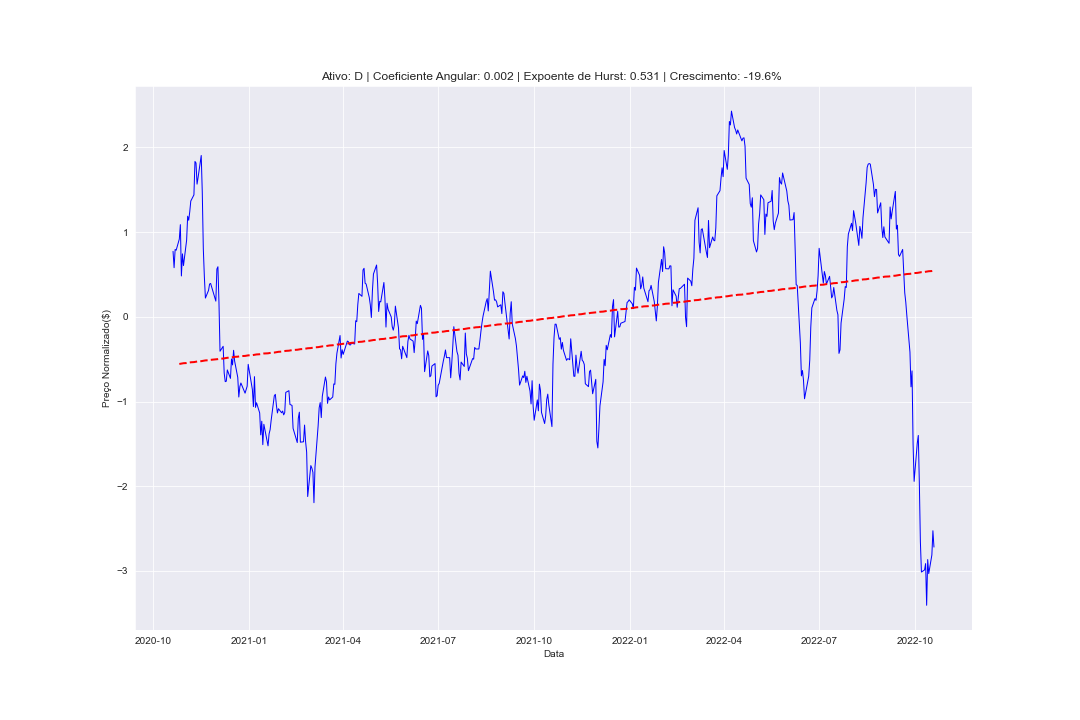 Ativo: D | Coeficiente Angular: 0.002 | Expoente de Hurst: 0.531 | Crescimento: -19.6%
Preço Normalizado($)
2
1
0
−1
−2
−3
2020-10 2021-01 2021-04 2021-07 2021-10 2022-01 2022-04 2022-07 2022-10
Data